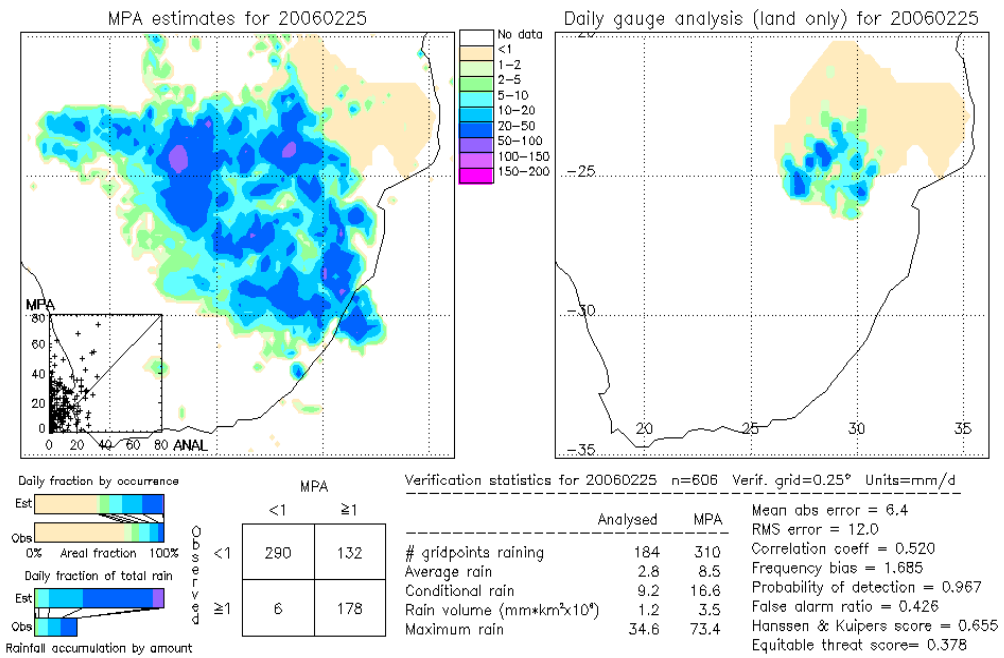 MPA estimates for 20060225
Daily gauge analysis (land only) for 20060225
No data
<1
1-2
2-5
5-10
10-20
20-50
50-100
100-150
150-200
MPA
80
60
40
20
0
0 20 40 60 80
ANAL
-25
-30
-35
20 25 30 35
Daily fraction by occurrence
Est
Obs
0% Areal fraction 100%
Daily fraction of total rain
Est
Obs
Rainfall accumulation by amount
MPA
<1 ≧1
Observed
<1 290 132
≧1 6 178
Verification statistics for 20060225 n=606 Verif. grid=0.25° Units=mm/d
Analysed MPA
# gridpoints raining 184 310
Average rain 2.8 8.5
Conditional rain 9.2 16.6
Rain volume (mm*km²x10⁶) 1.2 3.5
Maximum rain 34.6 73.4
Mean abs error = 6.4
RMS error = 12.0
Correlation coeff = 0.520
Frequency bias = 1.685
Probability of detection = 0.967
False alarm ratio = 0.426
Hanssen & Kuipers score = 0.655
Equitable threat score= 0.378